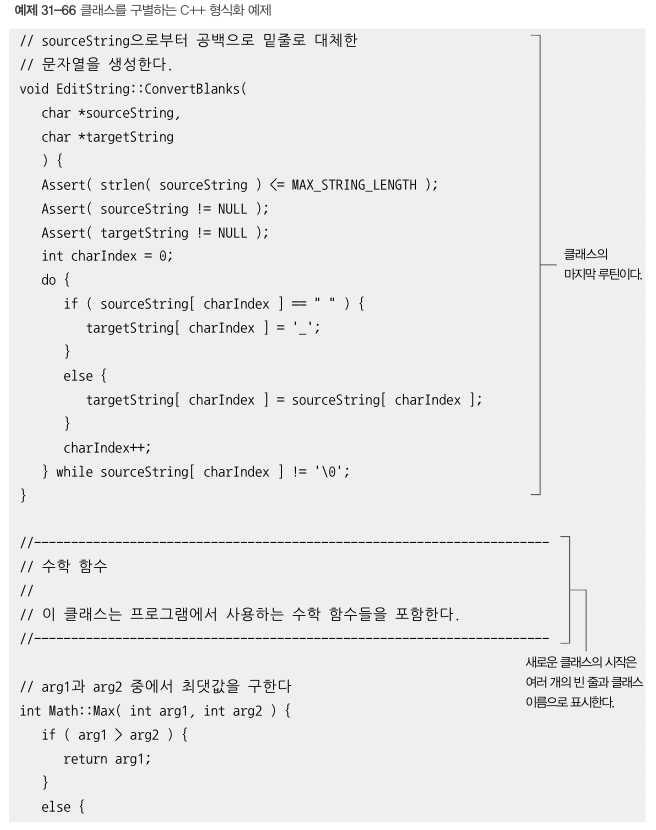 예제 31-66 클래스를 구별하는 C++ 형식화 예제
// sourceString으로부터 공백으로 밑줄로 대체한
// 문자열을 생성한다.
void EditString::ConvertBlanks(
char *sourceString,
char *targetString
) {
Assert( strlen( sourceString ) <= MAX_STRING_LENGTH );
Assert( sourceString != NULL );
Assert( targetString != NULL );
int charIndex = 0;
do {
if ( sourceString[ charIndex ] == " " ) {
targetString[ charIndex ] = '_';
}
else {
targetString[ charIndex ] = sourceString[ charIndex ];
}
charIndex++;
} while sourceString[ charIndex ] != '\0';
}
클래스의
마지막 루틴이다.
//----------------------------------------------------------------------
// 수학 함수
//
// 이 클래스는 프로그램에서 사용하는 수학 함수들을 포함한다.
//----------------------------------------------------------------------
새로운 클래스의 시작은
여러 개의 빈 줄과 클래스
이름으로 표시한다.
// arg1과 arg2 중에서 최댓값을 구한다
int Math::Max( int arg1, int arg2 ) {
if ( arg1 > arg2 ) {
return arg1;
}
else {